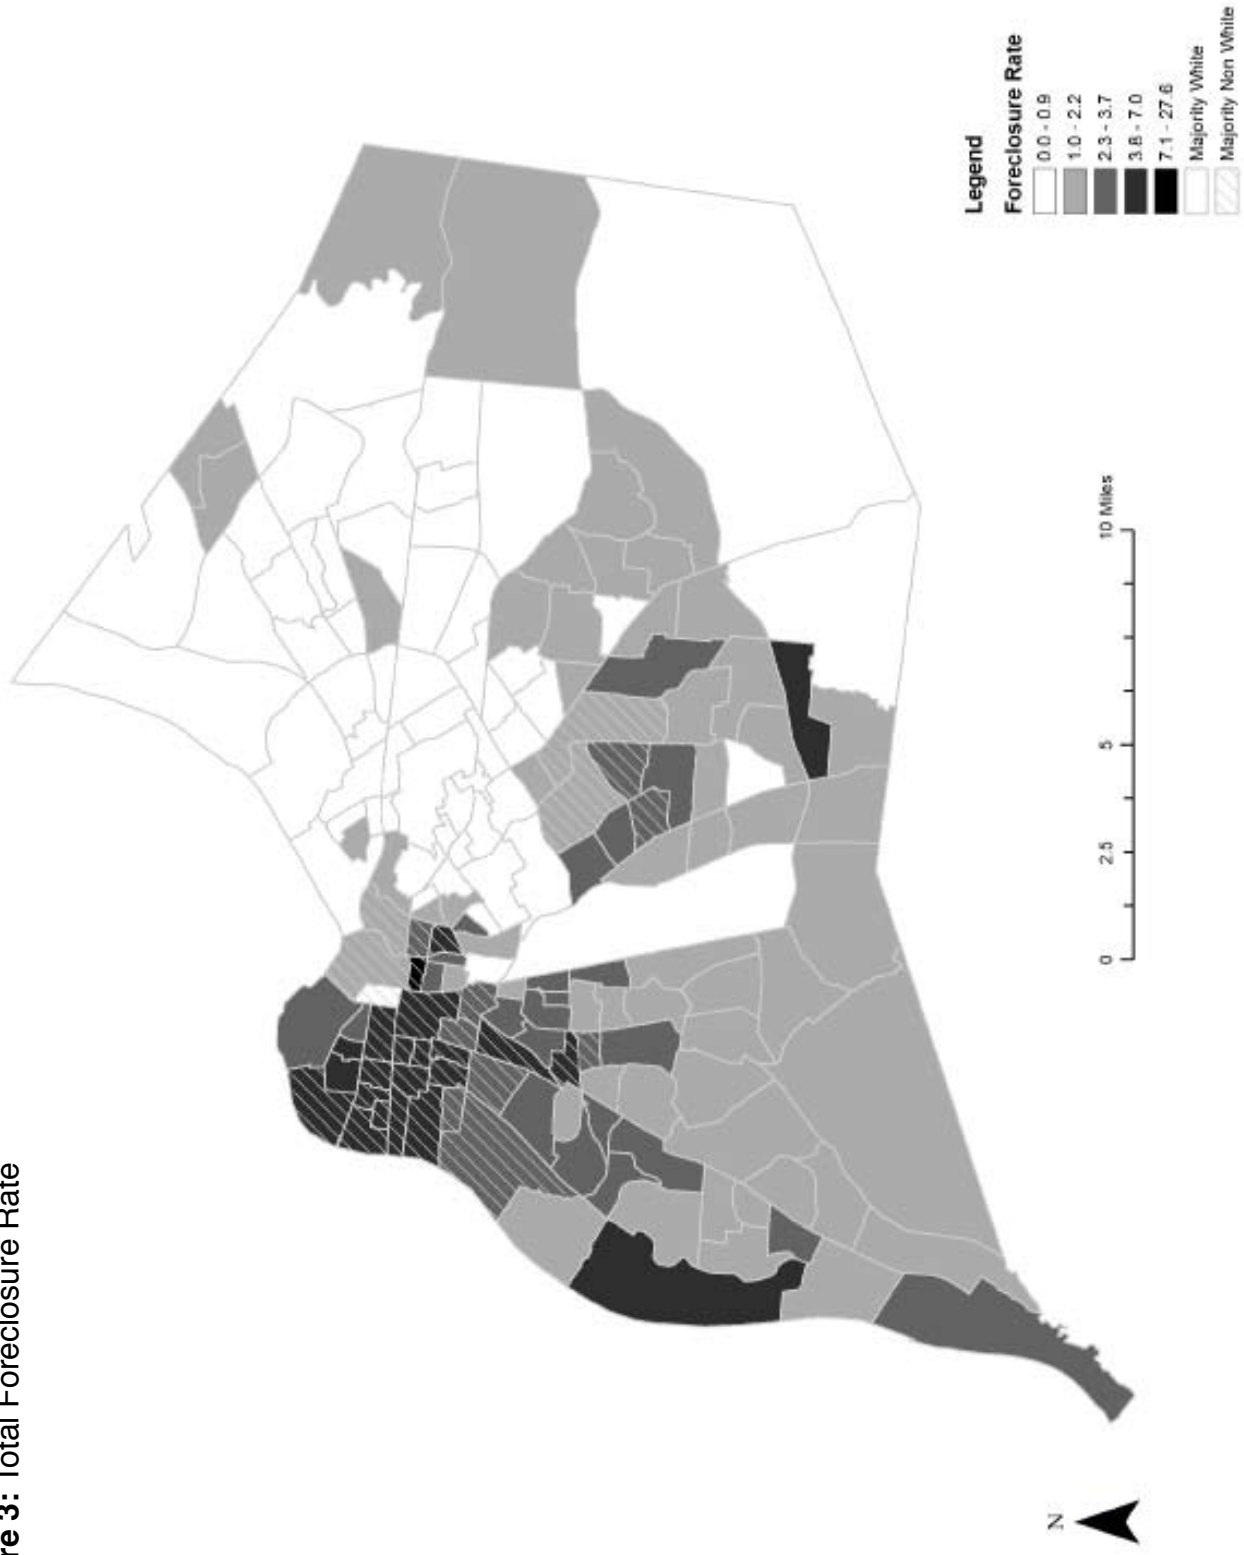 re 3: Total Foreclosure Rate
Legend
Foreclosure Rate
0.0 - 0.9
1.0 - 2.2
2.3 - 3.7
3.8 - 7.0
7.1 - 27.6
Majority White
Majority Non White
0 2.5 5 10 Miles
N